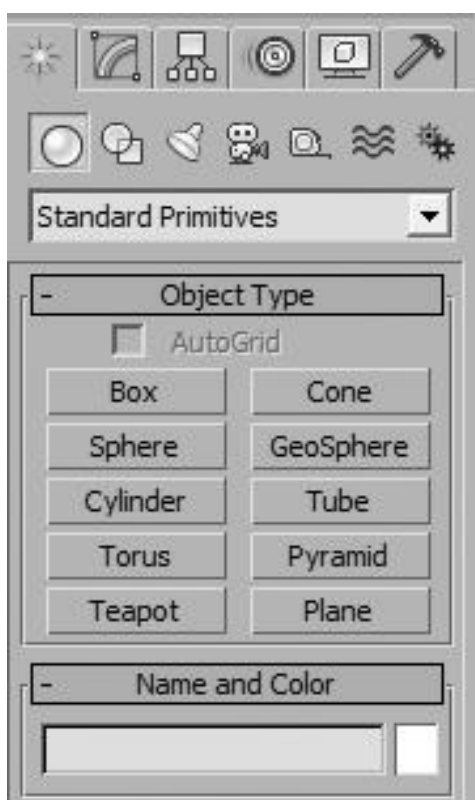 Standard Primitives
- Object Type
AutoGrid
Box Cone
Sphere GeoSphere
Cylinder Tube
Torus Pyramid
Teapot Plane
- Name and Color